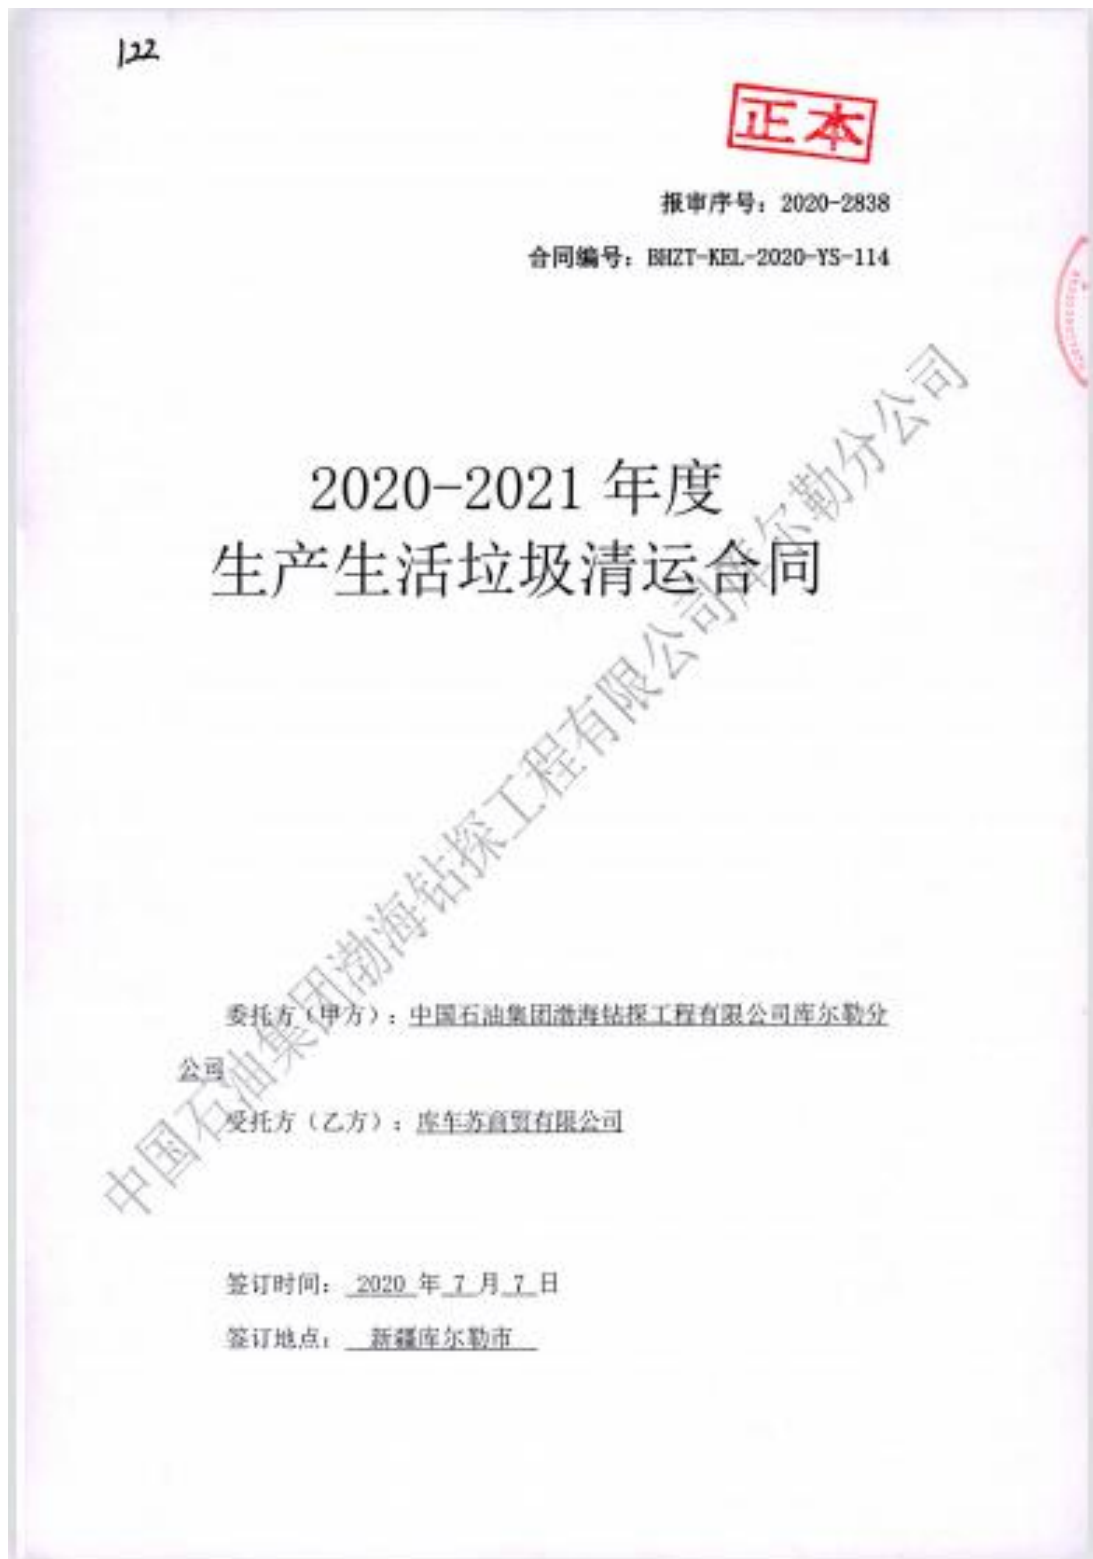 122
正本
报审序号：2020-2838
合同编号：BHZT-KEL-2020-YS-114
2020-2021 年度
生产生活垃圾清运合同
中国石油集团渤海钻探工程有限公司库尔勒分公司
委托方（甲方）：中国石油集团渤海钻探工程有限公司库尔勒分
公司
受托方（乙方）：库车苏商贸有限公司
签订时间： 2020 年 7 月 7 日
签订地点： 新疆库尔勒市